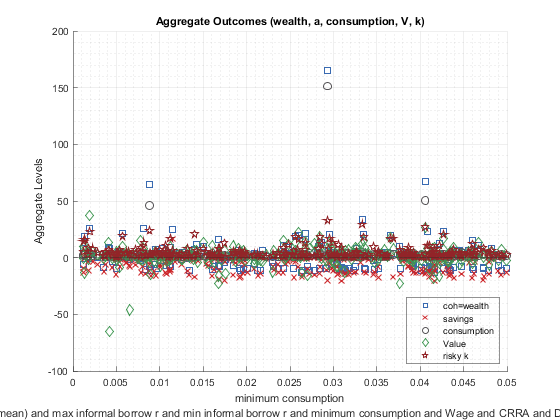 Aggregate Outcomes (wealth, a, consumption, V, k)
200
150
100
50
0
-50
-100
Aggregate Levels
coh=wealth
savings
consumption
Value
risky k
0 0.005 0.01 0.015 0.02 0.025 0.03 0.035 0.04 0.045 0.05
minimum consumption
mean) and max informal borrow r and min informal borrow r and minimum consumption and Wage and CRRA and